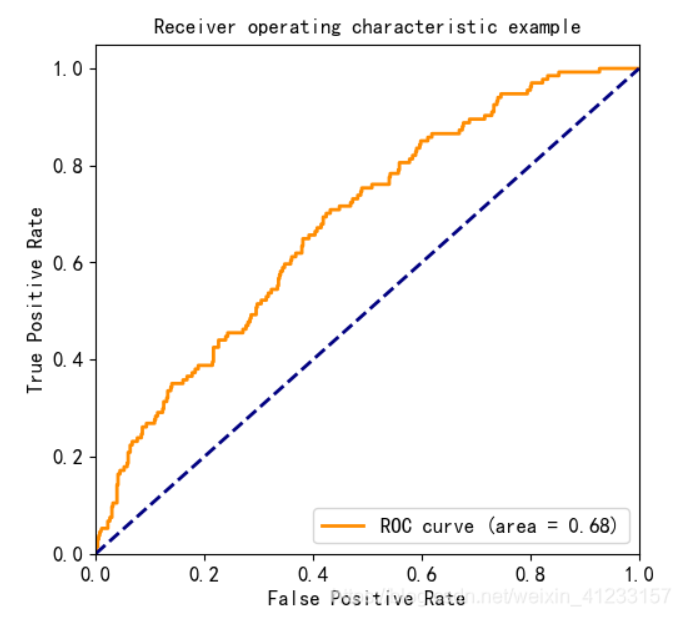 Receiver operating characteristic example
1.0
0.8
0.6
0.4
0.2
0.0
True Positive Rate
ROC curve (area = 0.68)
0.0 0.2 0.4 0.6 0.8 1.0
False Positive Rate
net/weixin_41233157